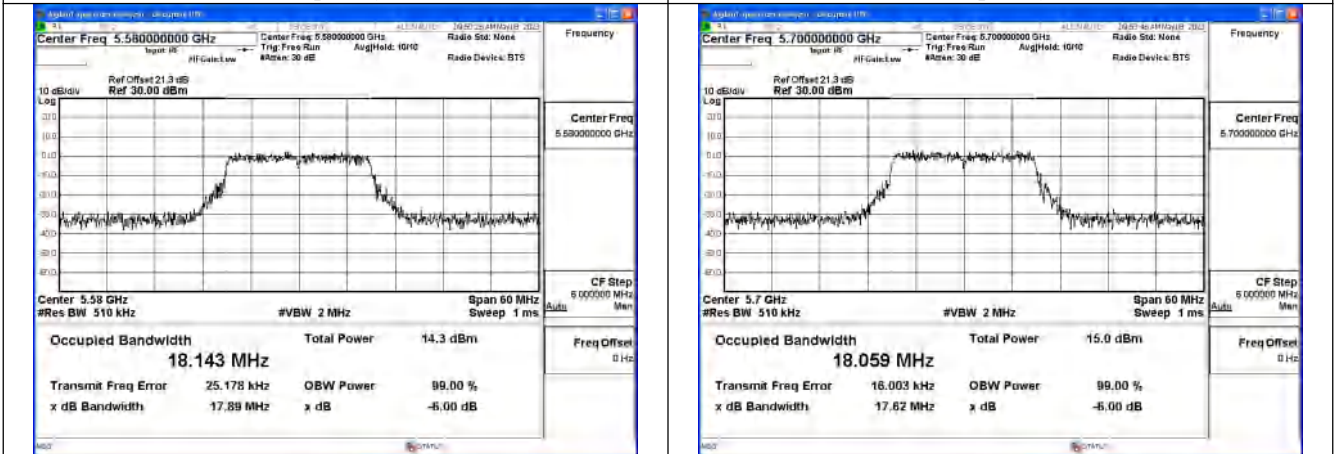 Center Freq 5.580000000 GHz
Center Freq: 5.580000000 GHz
Radio Std: None
Trig: Free Run
Avg|Hold:
#IFGain:Low
#Atten: 30 dB
Radio Device: BTS
Ref Offset 21.3 dB
10 dB/div
Ref 30.00 dBm
Log
Center 5.58 GHz
Span 60 MHz
#Res BW 510 kHz
#VBW 2 MHz
Sweep 1 ms
Occupied Bandwidth
Total Power
14.3 dBm
18.143 MHz
Transmit Freq Error
25.178 kHz
OBW Power
99.00 %
x dB Bandwidth
17.89 MHz
x dB
-6.00 dB
Frequency
Center Freq
5.580000000 GHz
CF Step
6.000000 MHz
Auto
Man
Freq Offset
0 Hz
Center Freq 5.700000000 GHz
Center Freq: 5.700000000 GHz
Radio Std: None
Trig: Free Run
Avg|Hold:
#IFGain:Low
#Atten: 30 dB
Radio Device: BTS
Ref Offset 21.3 dB
10 dB/div
Ref 30.00 dBm
Log
Center 5.7 GHz
Span 60 MHz
#Res BW 510 kHz
#VBW 2 MHz
Sweep 1 ms
Occupied Bandwidth
Total Power
15.0 dBm
18.059 MHz
Transmit Freq Error
16.003 kHz
OBW Power
99.00 %
x dB Bandwidth
17.62 MHz
x dB
-6.00 dB
Frequency
Center Freq
5.700000000 GHz
CF Step
6.000000 MHz
Auto
Man
Freq Offset
0 Hz